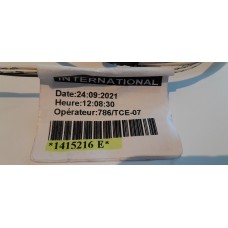 INTERNATIONAL
Date:24:09:2021
Heure:12:08:30
Opérateur:786/TCE-07
*1415216 E*